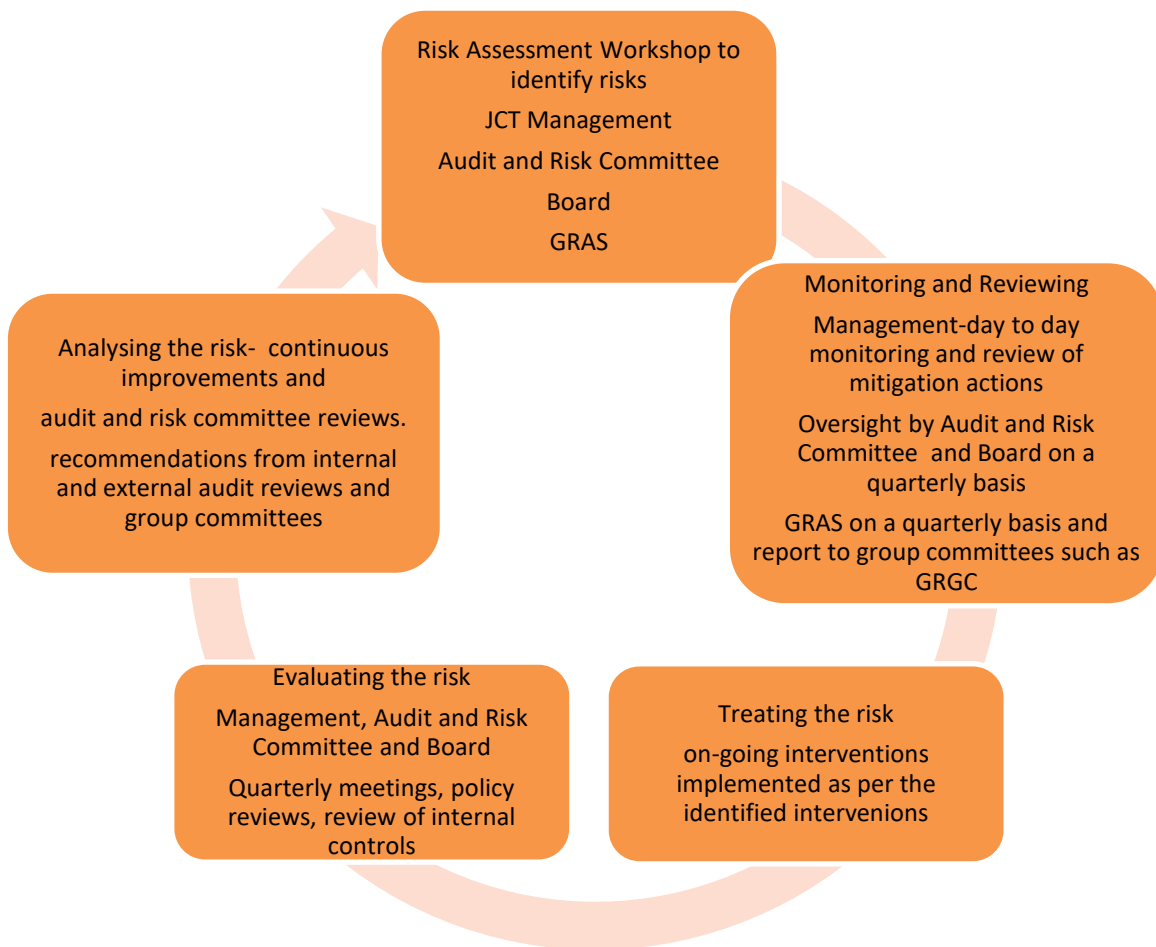 Risk Assessment Workshop to
identify risks
JCT Management
Audit and Risk Committee
Board
GRAS
Monitoring and Reviewing
Management-day to day
monitoring and review of
mitigation actions
Oversight by Audit and Risk
Committee and Board on a
quarterly basis
GRAS on a quarterly basis and
report to group committees such as
GRGC
Treating the risk
on-going interventions
implemented as per the
identified intervenions
Evaluating the risk
Management, Audit and Risk
Committee and Board
Quarterly meetings, policy
reviews, review of internal
controls
Analysing the risk- continuous
improvements and
audit and risk committee reviews.
recommendations from internal
and external audit reviews and
group committees